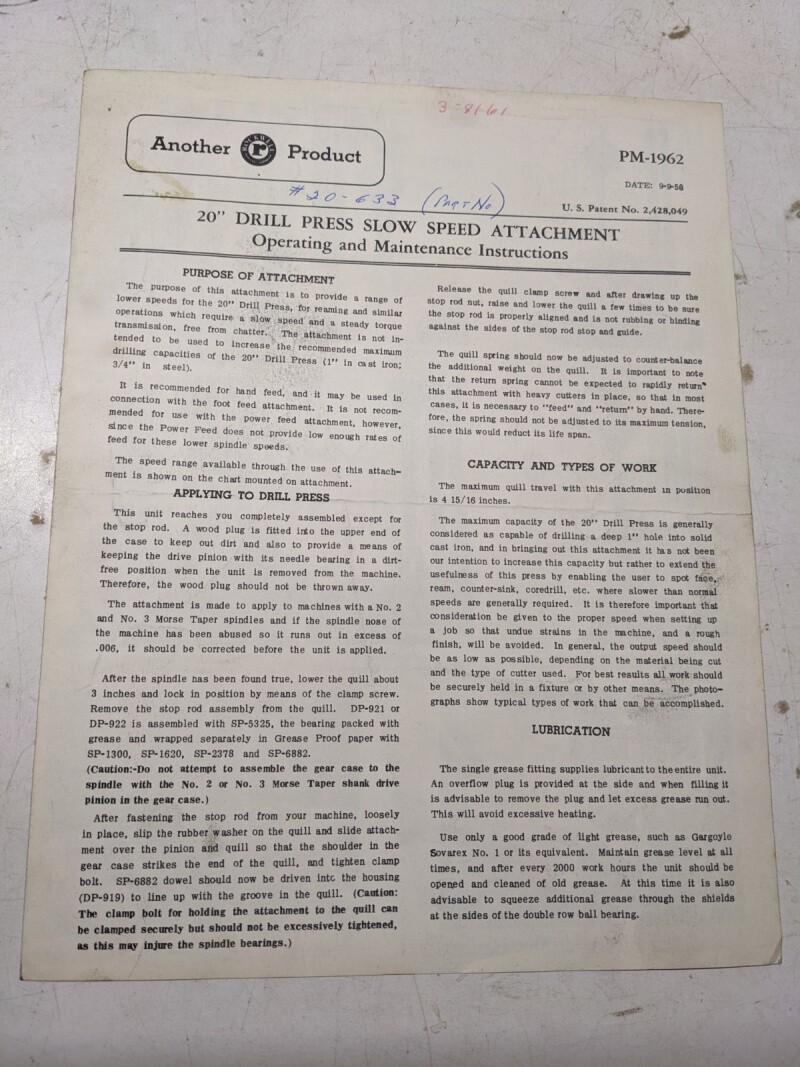 3-21-61
Another
ROCKWELL
r
Product
PM-1962
DATE: 9-9-58
#20-633 (Part No)
U. S. Patent No. 2,428,049
20" DRILL PRESS SLOW SPEED ATTACHMENT
Operating and Maintenance Instructions
PURPOSE OF ATTACHMENT
The purpose of this attachment is to provide a range of
lower speeds for the 20" Drill Press, for reaming and similar
operations which require a slow speed and a steady torque
transmission, free from chatter. The attachment is not in-
tended to be used to increase the recommended maximum
drilling capacities of the 20" Drill Press (1" in cast iron;
3/4" in steel).
It is recommended for hand feed, and it may be used in
connection with the foot feed attachment. It is not recom-
mended for use with the power feed attachment, however,
since the Power Feed does not provide low enough rates of
feed for these lower spindle speeds.
The speed range available through the use of this attach-
ment is shown on the chart mounted on attachment.
APPLYING TO DRILL PRESS
This unit reaches you completely assembled except for
the stop rod. A wood plug is fitted into the upper end of
the case to keep out dirt and also to provide a means of
keeping the drive pinion with its needle bearing in a dirt-
free position when the unit is removed from the machine.
Therefore, the wood plug should not be thrown away.
The attachment is made to apply to machines with a No. 2
and No. 3 Morse Taper spindles and if the spindle nose of
the machine has been abused so it runs out in excess of
.006, it should be corrected before the unit is applied.
After the spindle has been found true, lower the quill about
3 inches and lock in position by means of the clamp screw.
Remove the stop rod assembly from the quill. DP-921 or
DP-922 is assembled with SP-5325, the bearing packed with
grease and wrapped separately in Grease Proof paper with
SP-1300, SP-1620, SP-2378 and SP-6882.
(Caution:-Do not attempt to assemble the gear case to the
spindle with the No. 2 or No. 3 Morse Taper shank drive
pinion in the gear case.)
After fastening the stop rod from your machine, loosely
in place, slip the rubber washer on the quill and slide attach-
ment over the pinion and quill so that the shoulder in the
gear case strikes the end of the quill, and tighten clamp
bolt. SP-6882 dowel should now be driven into the housing
(DP-919) to line up with the groove in the quill. (Caution:
The clamp bolt for holding the attachment to the quill can
be clamped securely but should not be excessively tightened,
as this may injure the spindle bearings.)
Release the quill clamp screw and after drawing up the
stop rod nut, raise and lower the quill a few times to be sure
the stop rod is properly aligned and is not rubbing or binding
against the sides of the stop rod stop and guide.
The quill spring should now be adjusted to counter-balance
the additional weight on the quill. It is important to note
that the return spring cannot be expected to rapidly return
this attachment with heavy cutters in place, so that in most
cases, it is necessary to "feed" and "return" by hand. There-
fore, the spring should not be adjusted to its maximum tension,
since this would reduct its life span.
CAPACITY AND TYPES OF WORK
The maximum quill travel with this attachment in position
is 4 15/16 inches.
The maximum capacity of the 20" Drill Press is generally
considered as capable of drilling a deep 1" hole into solid
cast iron, and in bringing out this attachment it has not been
our intention to increase this capacity but rather to extend the
usefulness of this press by enabling the user to spot face,
ream, counter-sink, coredrill, etc. where slower than normal
speeds are generally required. It is therefore important that
consideration be given to the proper speed when setting up
a job so that undue strains in the machine, and a rough
finish, will be avoided. In general, the output speed should
be as low as possible, depending on the material being cut
and the type of cutter used. For best results all work should
be securely held in a fixture or by other means. The photo-
graphs show typical types of work that can be accomplished.
LUBRICATION
The single grease fitting supplies lubricant to the entire unit.
An overflow plug is provided at the side and when filling it
is advisable to remove the plug and let excess grease run out.
This will avoid excessive heating.
Use only a good grade of light grease, such as Gargoyle
Sovarex No. 1 or its equivalent. Maintain grease level at all
times, and after every 2000 work hours the unit should be
opened and cleaned of old grease. At this time it is also
advisable to squeeze additional grease through the shields
at the sides of the double row ball bearing.